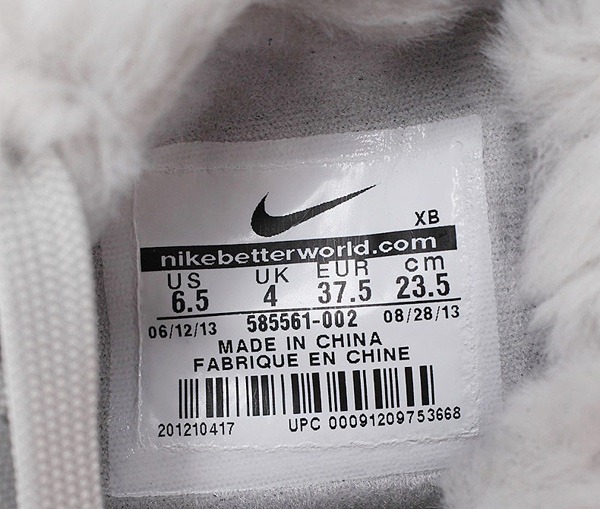 XB
nikebetterworld.com
US UK EUR cm
6.5 4 37.5 23.5
06/12/13 585561-002 08/28/13
MADE IN CHINA
FABRIQUE EN CHINE
201210417 UPC 00091209753668